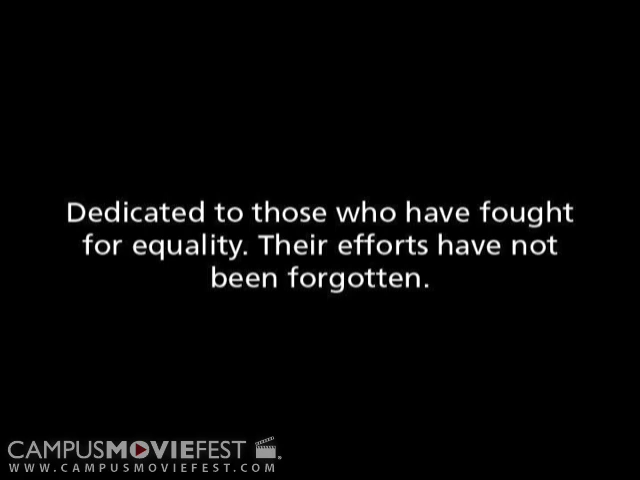 Dedicated to those who have fought
for equality. Their efforts have not
been forgotten.
CAMPUSMOVIEFEST
WWW.CAMPUSMOVIEFEST.COM